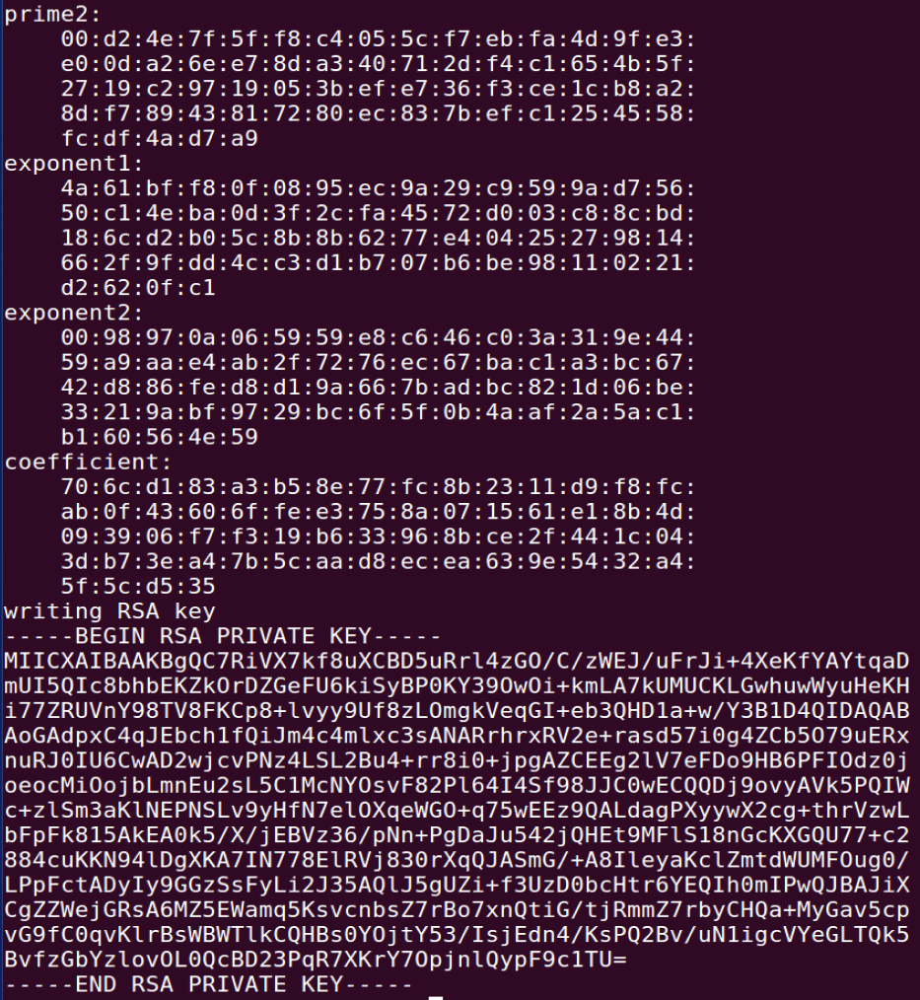 prime2:
    00:d2:4e:7f:5f:f8:c4:05:5c:f7:eb:fa:4d:9f:e3:
    e0:0d:a2:6e:e7:8d:a3:40:71:2d:f4:c1:65:4b:5f:
    27:19:c2:97:19:05:3b:ef:e7:36:f3:ce:1c:b8:a2:
    8d:f7:89:43:81:72:80:ec:83:7b:ef:c1:25:45:58:
    fc:df:4a:d7:a9
exponent1:
    4a:61:bf:f8:0f:08:95:ec:9a:29:c9:59:9a:d7:56:
    50:c1:4e:ba:0d:3f:2c:fa:45:72:d0:03:c8:8c:bd:
    18:6c:d2:b0:5c:8b:8b:62:77:e4:04:25:27:98:14:
    66:2f:9f:dd:4c:c3:d1:b7:07:b6:be:98:11:02:21:
    d2:62:0f:c1
exponent2:
    00:98:97:0a:06:59:59:e8:c6:46:c0:3a:31:9e:44:
    59:a9:aa:e4:ab:2f:72:76:ec:67:ba:c1:a3:bc:67:
    42:d8:86:fe:d8:d1:9a:66:7b:ad:bc:82:1d:06:be:
    33:21:9a:bf:97:29:bc:6f:5f:0b:4a:af:2a:5a:c1:
    b1:60:56:4e:59
coefficient:
    70:6c:d1:83:a3:b5:8e:77:fc:8b:23:11:d9:f8:fc:
    ab:0f:43:60:6f:fe:e3:75:8a:07:15:61:e1:8b:4d:
    09:39:06:f7:f3:19:b6:33:96:8b:ce:2f:44:1c:04:
    3d:b7:3e:a4:7b:5c:aa:d8:ec:ea:63:9e:54:32:a4:
    5f:5c:d5:35
writing RSA key
-----BEGIN RSA PRIVATE KEY-----
MIICXAIBAAKBgQC7RiVX7kf8uXCBD5uRrl4zGO/C/zWEJ/uFrJi+4XeKfYAYtqaD
mUI5QIc8bhbEKZkOrDZGeFU6kiSyBP0KY39OwOi+kmLA7kUMUCKLGwhuwWyuHeKH
i77ZRUVnY98TV8FKCp8+lvyy9Uf8zLOmgkVeqGI+eb3QHD1a+w/Y3B1D4QIDAQAB
AoGAdpxC4qJEbch1fQiJm4c4mlxc3sANARrhrxRV2e+rasd57i0g4ZCb5O79uERx
nuRJ0IU6CwAD2wjcvPNz4LSL2Bu4+rr8i0+jpgAZCEEg2lV7eFDo9HB6PFIOdz0j
oeocMiOojbLmnEu2sL5C1McNYOsvF82Pl64I4Sf98JJC0wECQQDj9ovyAVk5PQIW
c+zlSm3aKlNEPNSLv9yHfN7elOXqeWGO+q75wEEz9QALdagPXyywX2cg+thrVzwL
bFpFk815AkEA0k5/X/jEBVz36/pNn+PgDaJu542jQHEt9MFlS18nGcKXGQU77+c2
884cuKKN94lDgXKA7IN778ElRVj830rXqQJASmG/+A8IleyaKclZmtdWUMFOug0/
LPpFctADyIy9GGzSsFyLi2J35AQlJ5gUZi+f3UzD0bcHtr6YEQIh0mIPwQJBAJiX
CgZZWejGRsA6MZ5EWamq5KsvcnbsZ7rBo7xnQtiG/tjRmmZ7rbyCHQa+MyGav5cp
vG9fC0qvKlrBsWBWTlkCQHBs0YOjtY53/IsjEdn4/KsPQ2Bv/uN1igcVYeGLTQk5
BvfzGbYzlovOL0QcBD23PqR7XKrY7OpjnlQypF9c1TU=
-----END RSA PRIVATE KEY-----